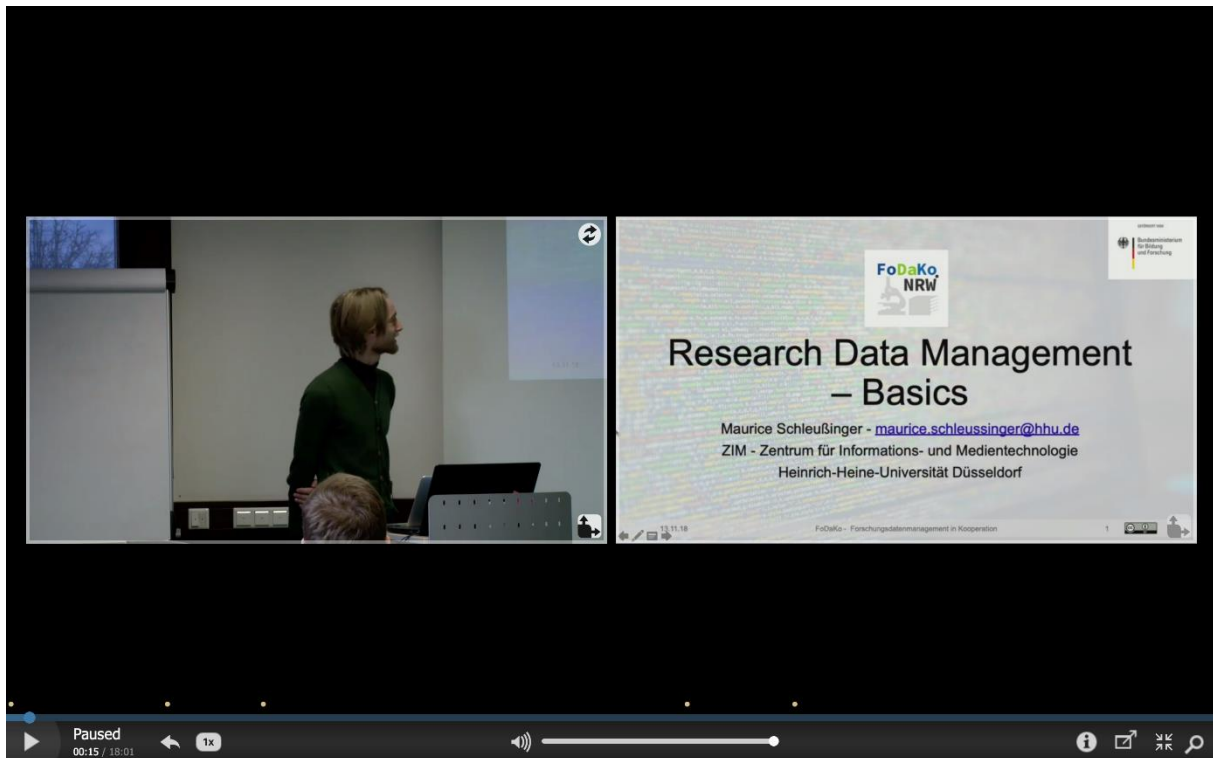 UNTERSTÜTZT VOM
Bundesministerium
für Bildung
und Forschung
FoDaKo
NRW
Research Data Management
– Basics
Maurice Schleußinger - maurice.schleussinger@hhu.de
ZIM - Zentrum für Informations- und Medientechnologie
Heinrich-Heine-Universität Düsseldorf
13.11.18
FoDaKo - Forschungsdatenmanagement in Kooperation
1
Paused
00:15 / 18:01
1x